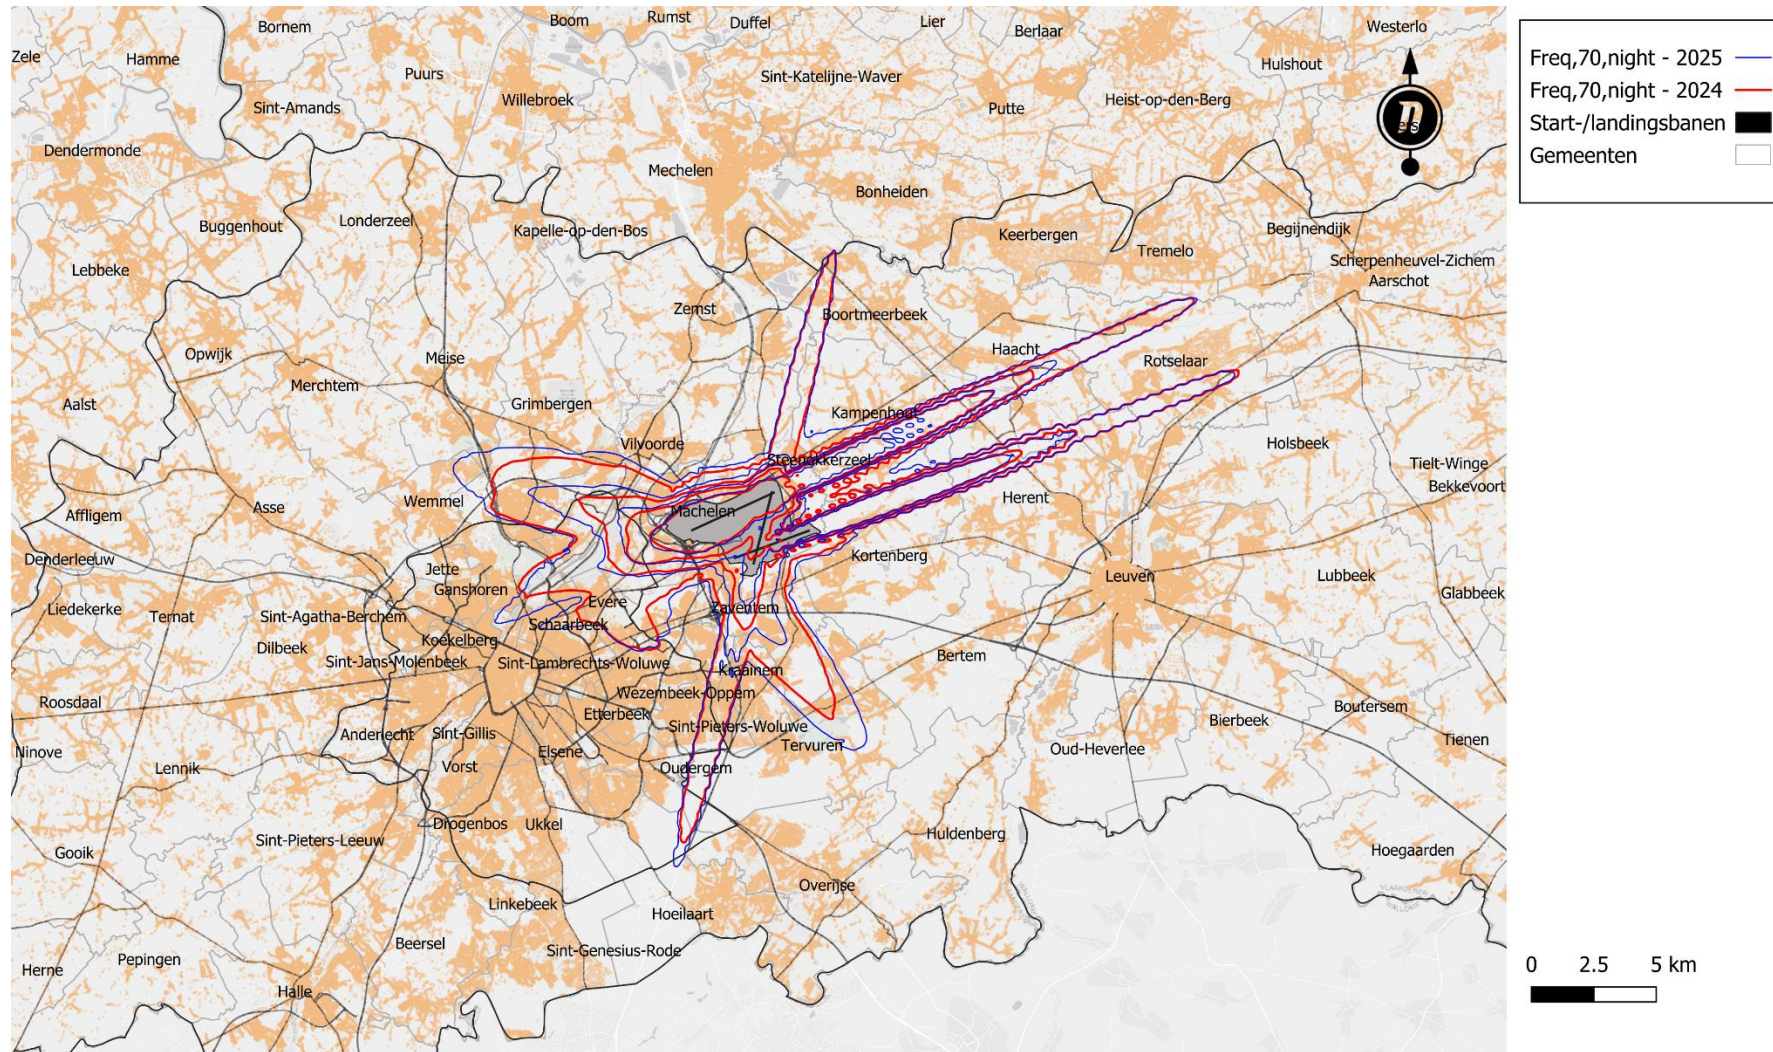 Bornem
Boom
Rumst
Duffel
Lier
Berlaar
Westerlo
Zele
Hamme
Puurs
Sint-Katelijne-Waver
Hulshout
Sint-Amands
Willebroek
Putte
Heist-op-den-Berg
Dendermonde
Mechelen
Bonheiden
Buggenhout
Londerzeel
Kapelle-op-den-Bos
Keerbergen
Tremelo
Begijnendijk
Lebbeke
Scherpenheuvel-Zichem
Aarschot
Zemst
Boortmeerbeek
Opwijk
Meise
Haacht
Rotselaar
Merchtem
Aalst
Grimbergen
Kampenhout
Vilvoorde
Holsbeek
Steenokkerzeel
Tielt-Winge
Bekkevoort
Asse
Wemmel
Machelen
Herent
Affligem
Denderleeuw
Kortenberg
Jette
Ganshoren
Leuven
Lubbeek
Glabbeek
Liedekerke
Ternat
Sint-Agatha-Berchem
Evere
Zaventem
Schaarbeek
Dilbeek
Koekelberg
Sint-Jans-Molenbeek
Sint-Lambrechts-Woluwe
Kraainem
Bertem
Roosdaal
Wezembeek-Oppem
Etterbeek
Sint-Pieters-Woluwe
Bierbeek
Boutersem
Anderlecht
Sint-Gillis
Elsene
Tervuren
Oud-Heverlee
Tienen
Ninove
Lennik
Vorst
Oudergem
Drogenbos
Ukkel
Sint-Pieters-Leeuw
Huldenberg
Gooik
Hoegaarden
Overijse
VLAANDEREN
WALLONIE
Linkebeek
Hoeilaart
Beersel
Sint-Genesius-Rode
Herne
Pepingen
Halle
Freq,70,night - 2025
Freq,70,night - 2024
Start-/landingsbanen
Gemeenten
0 2.5 5 km